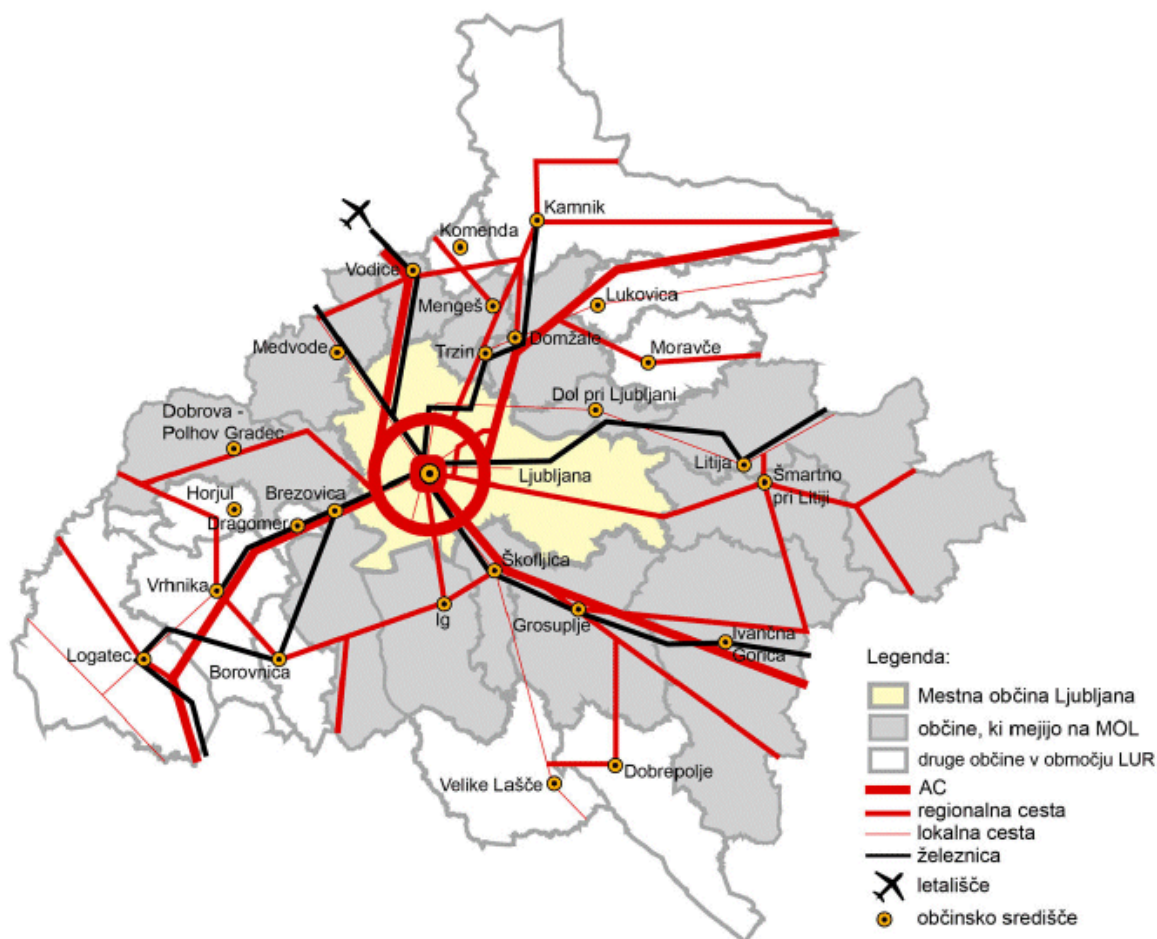 Kamnik
Komenda
Vodice
Mengeš
Lukovica
Medvode
Trzin
Domžale
Moravče
Dobrova -
Polhov Gradec
Dol pri Ljubljani
Ljubljana
Litija
Šmartno
pri Litiji
Horjul
Brezovica
Dragomer
Vrhnika
Škofljica
Ig
Grosuplje
Ivančna
Gorica
Logatec
Borovnica
Velike Lašče
Dobrepolje
Legenda:
Mestna občina Ljubljana
občine, ki mejijo na MOL
druge občine v območju LUR
AC
regionalna cesta
lokalna cesta
železnica
letališče
občinsko središče